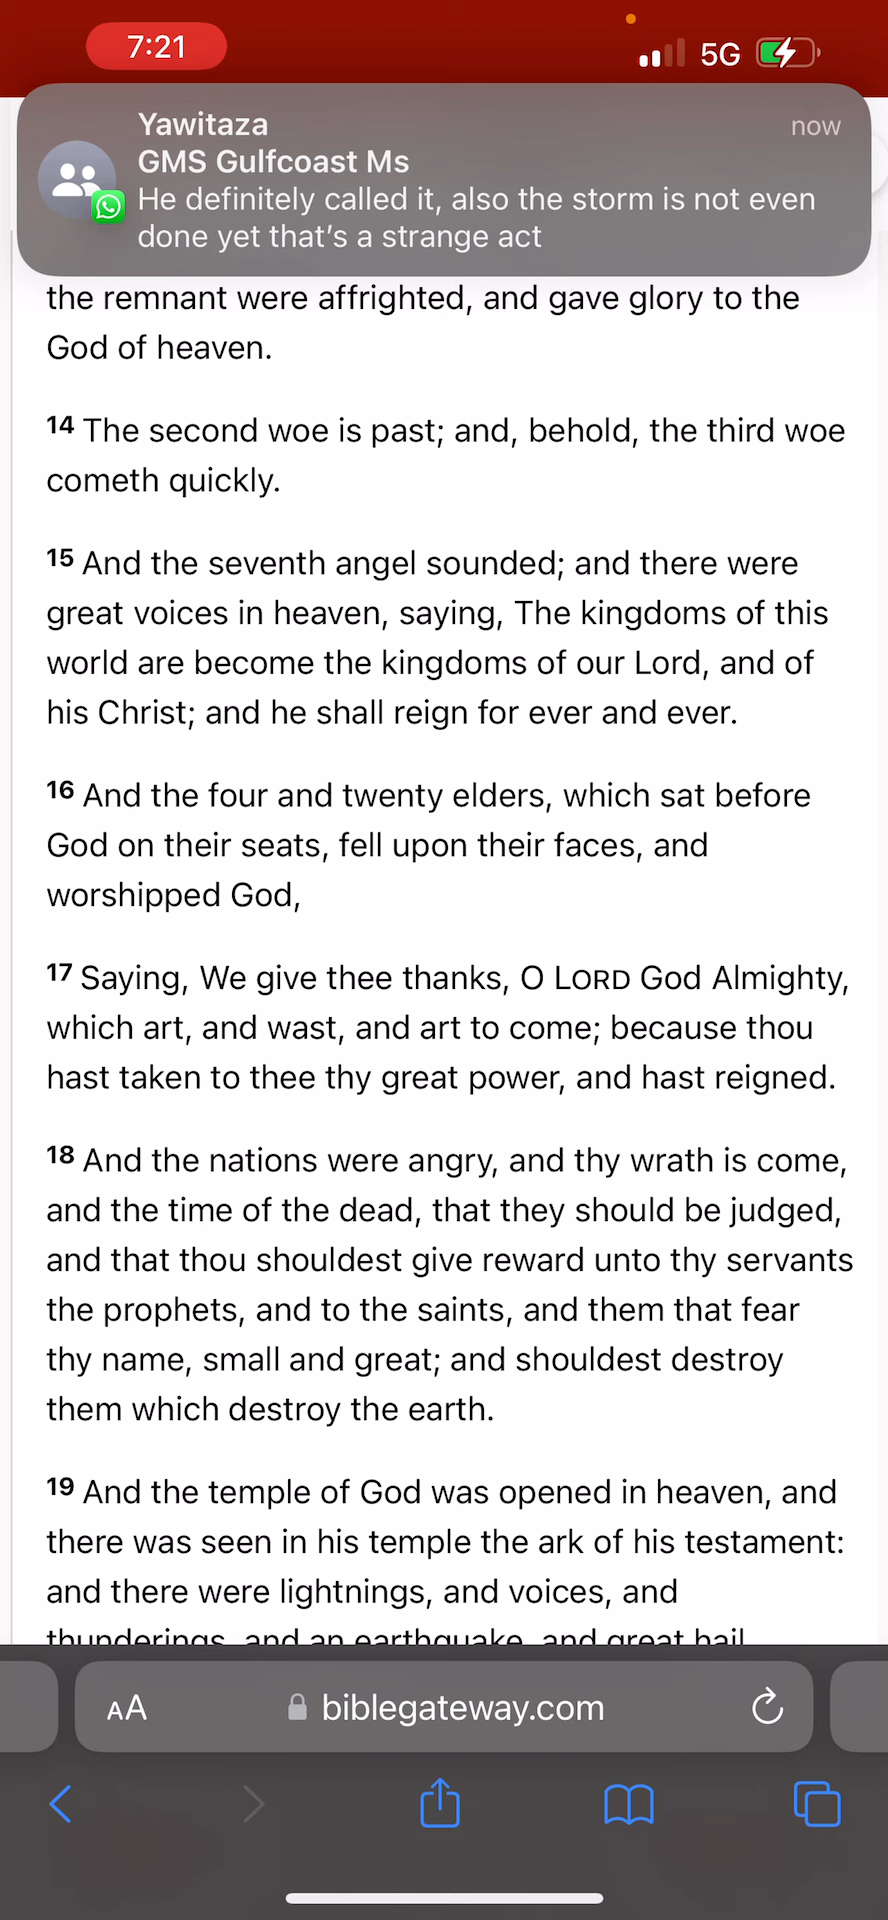 7:21
5G
Yawitaza
now
GMS Gulfcoast Ms
He definitely called it, also the storm is not even
done yet that’s a strange act
the remnant were affrighted, and gave glory to the
God of heaven.
14 The second woe is past; and, behold, the third woe
cometh quickly.
15 And the seventh angel sounded; and there were
great voices in heaven, saying, The kingdoms of this
world are become the kingdoms of our Lord, and of
his Christ; and he shall reign for ever and ever.
16 And the four and twenty elders, which sat before
God on their seats, fell upon their faces, and
worshipped God,
17 Saying, We give thee thanks, O LORD God Almighty,
which art, and wast, and art to come; because thou
hast taken to thee thy great power, and hast reigned.
18 And the nations were angry, and thy wrath is come,
and the time of the dead, that they should be judged,
and that thou shouldest give reward unto thy servants
the prophets, and to the saints, and them that fear
thy name, small and great; and shouldest destroy
them which destroy the earth.
19 And the temple of God was opened in heaven, and
there was seen in his temple the ark of his testament:
and there were lightnings, and voices, and
thunderings, and an earthquake, and great hail
AA
biblegateway.com